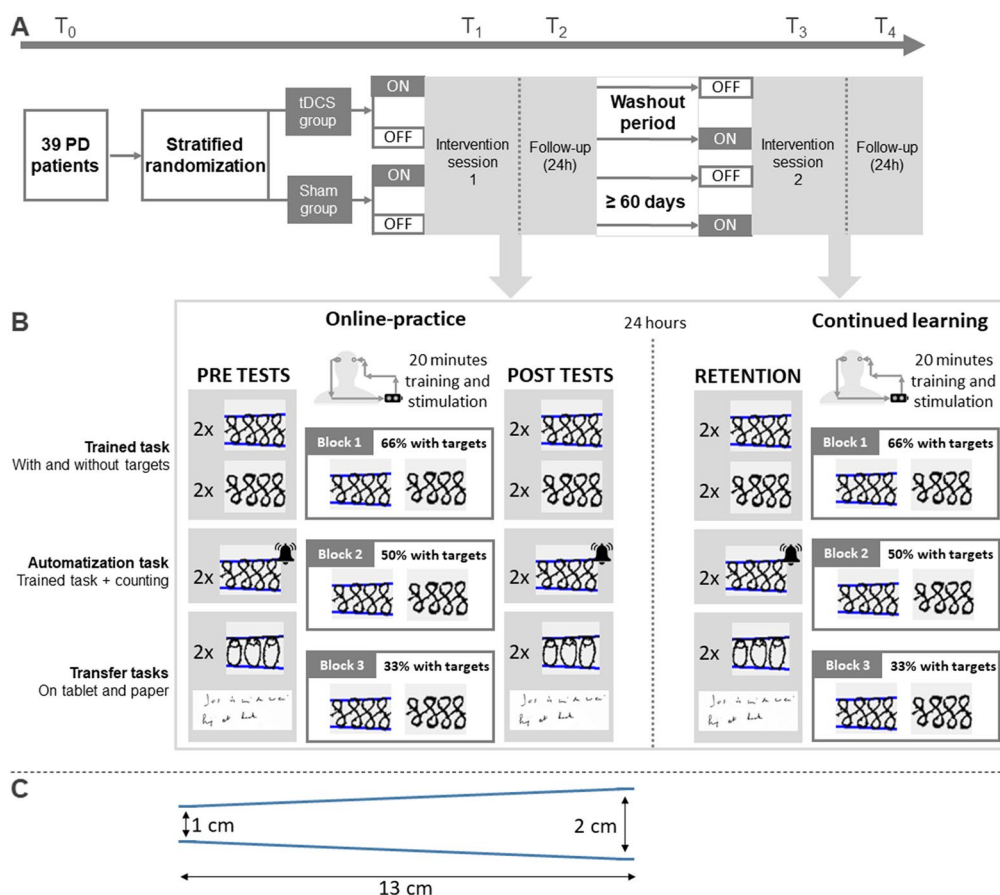 A
T0 T1 T2 T3 T4
39 PD
patients
Stratified
randomization
tDCS
group
Sham
group
ON
OFF
ON
OFF
Intervention
session
1
Follow-up
(24h)
Washout
period
≥ 60 days
OFF
ON
OFF
ON
Intervention
session
2
Follow-up
(24h)
B
Online-practice
24 hours
Continued learning
PRE TESTS
20 minutes
training and
stimulation
POST TESTS
RETENTION
20 minutes
training and
stimulation
Trained task
With and without targets
2x
2x
Block 1 66% with targets
2x
2x
2x
2x
Block 1 66% with targets
Automatization task
Trained task + counting
2x
Block 2 50% with targets
2x
2x
Block 2 50% with targets
Transfer tasks
On tablet and paper
2x
Block 3 33% with targets
2x
2x
Block 3 33% with targets
C
1 cm
2 cm
13 cm